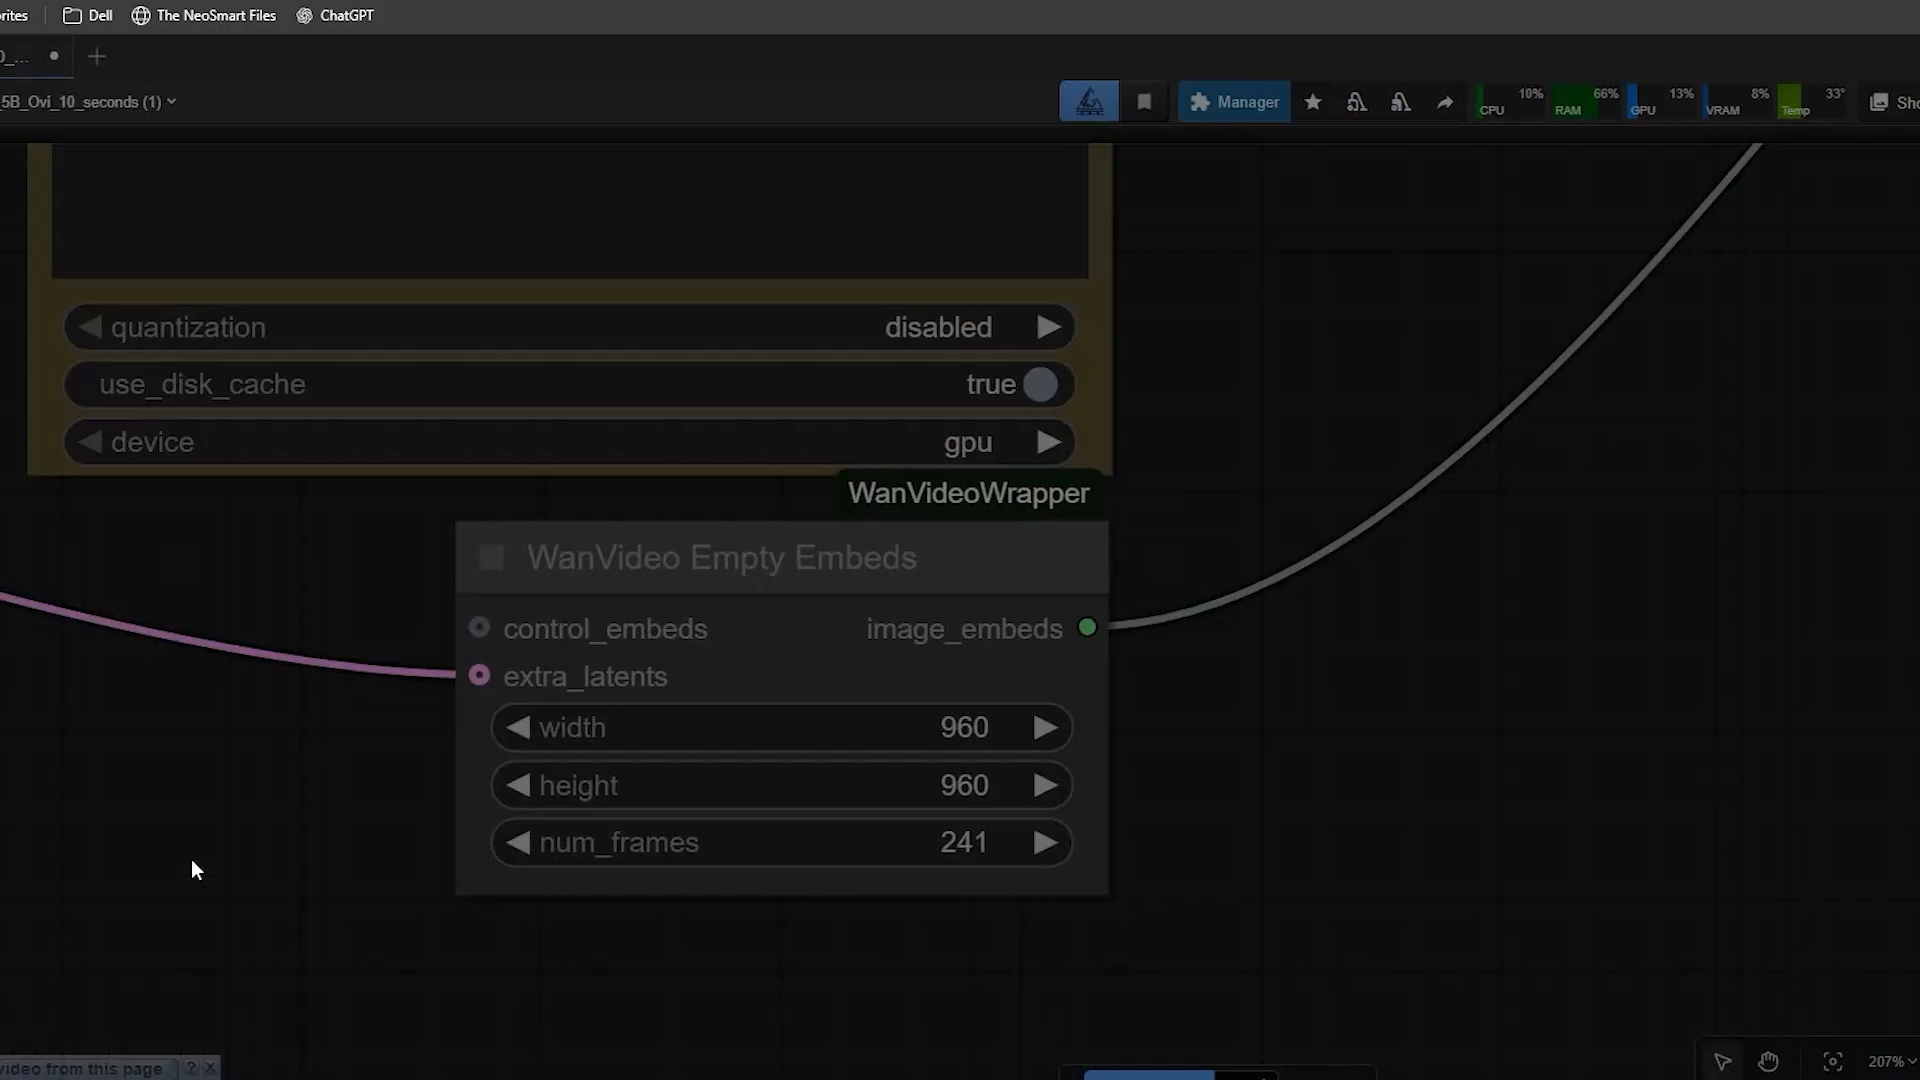 rites
Dell
The NeoSmart Files
ChatGPT
5B_Ovi_10_seconds (1)
Manager
CPU 10%
RAM 66%
GPU 13%
VRAM 8%
Temp 33°
Sho
quantization disabled
use_disk_cache true
device gpu
WanVideoWrapper
WanVideo Empty Embeds
control_embeds image_embeds
extra_latents
width 960
height 960
num_frames 241
video from this page ? X
207%